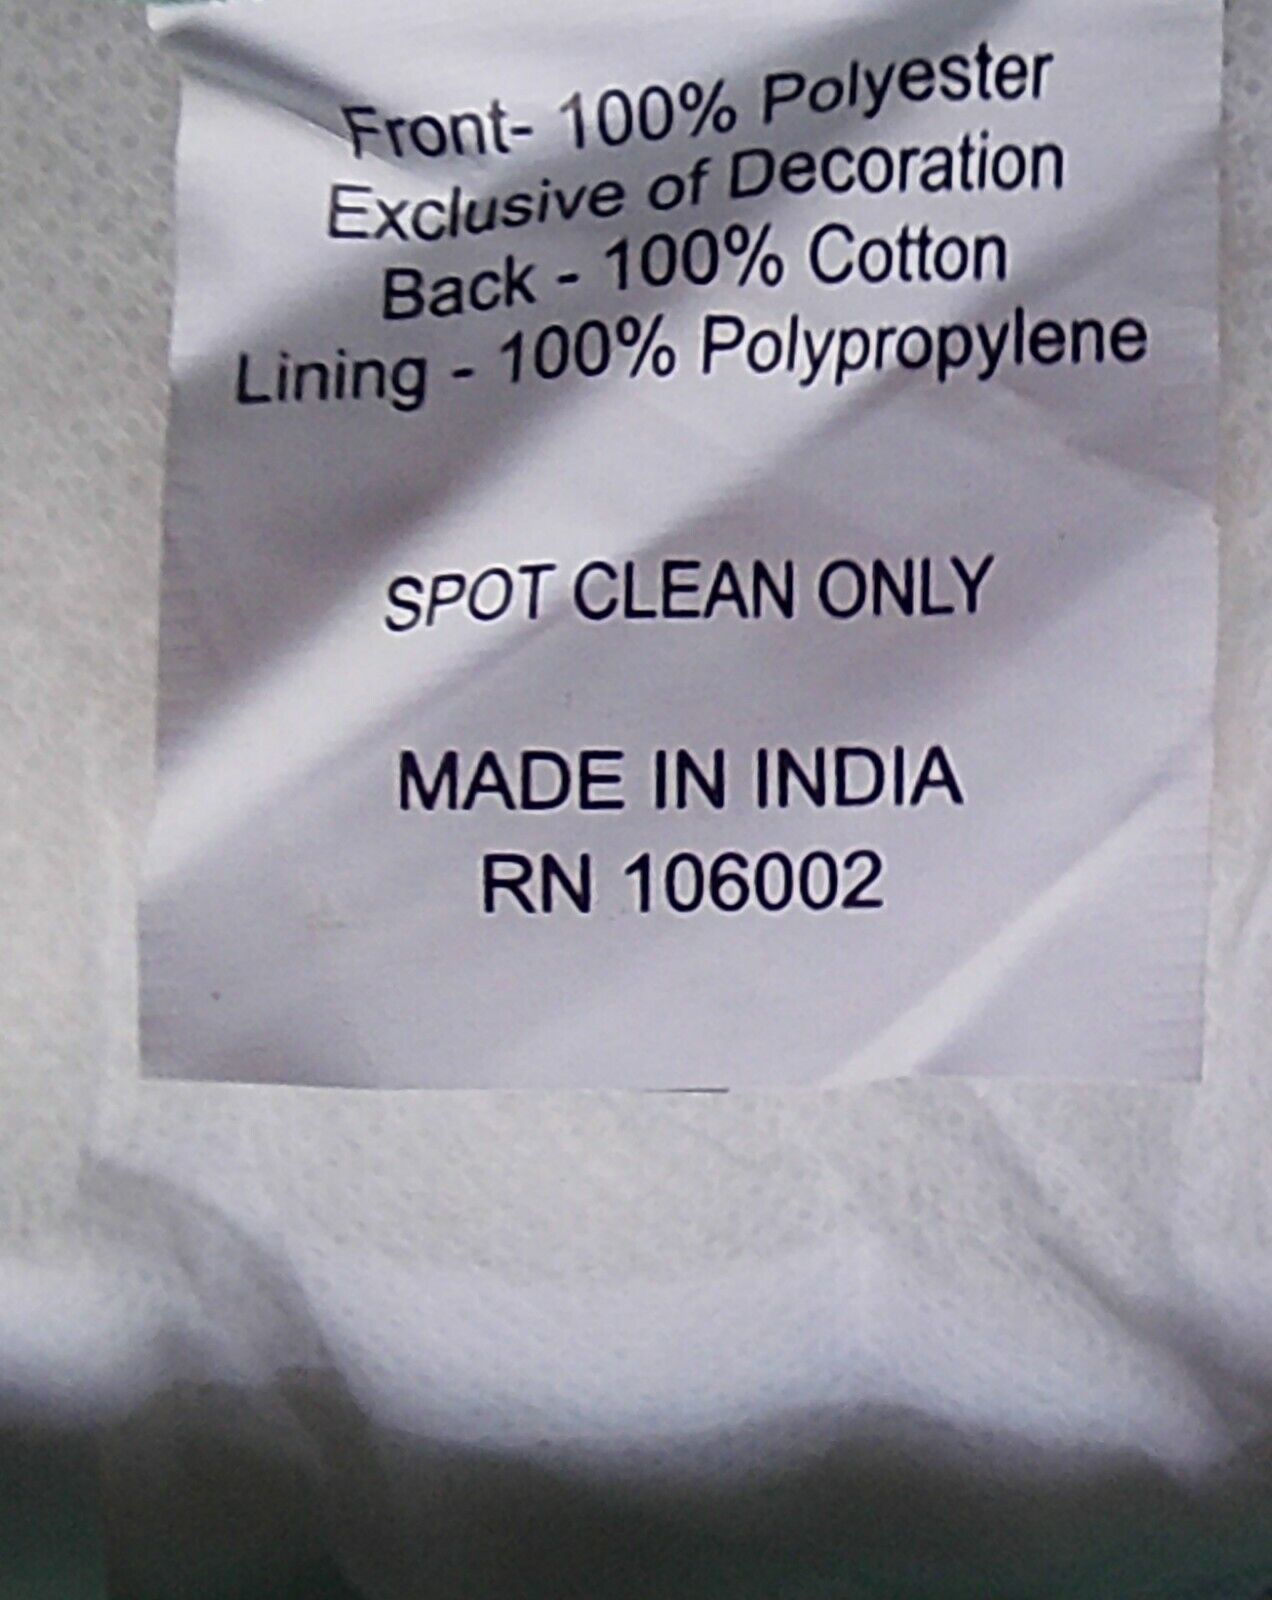 Front- 100% Polyester
Exclusive of Decoration
Back - 100% Cotton
Lining - 100% Polypropylene
SPOT CLEAN ONLY
MADE IN INDIA
RN 106002